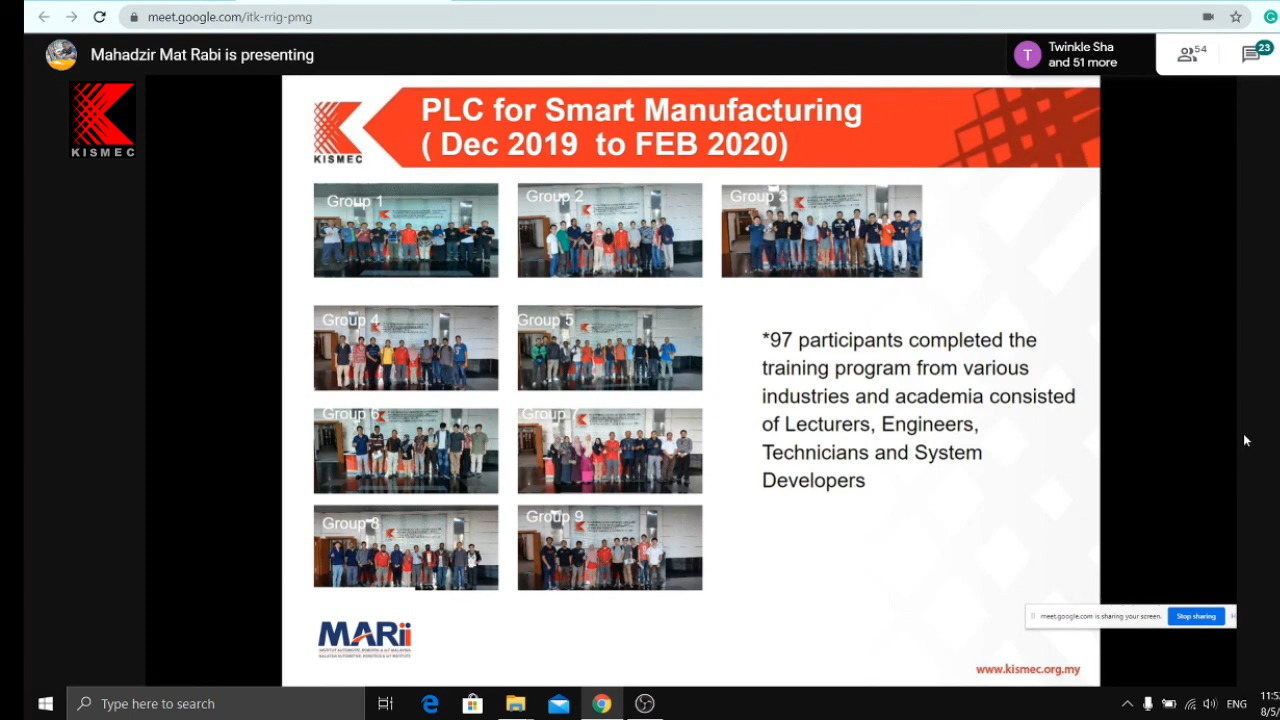 meet.google.com/itk-rrig-pmg
Mahadzir Mat Rabi is presenting
T
Twinkle Sha
and 51 more
54
23
KISMEC
KISMEC
PLC for Smart Manufacturing
( Dec 2019 to FEB 2020)
Group 1
Group 2
Group 3
Group 4
Group 5
Group 6
Group 7
Group 8
Group 9
*97 participants completed the
training program from various
industries and academia consisted
of Lecturers, Engineers,
Technicians and System
Developers
meet.google.com is sharing your screen.
Stop sharing
MARii
www.kismec.org.my
Type here to search
ENG
8/5/